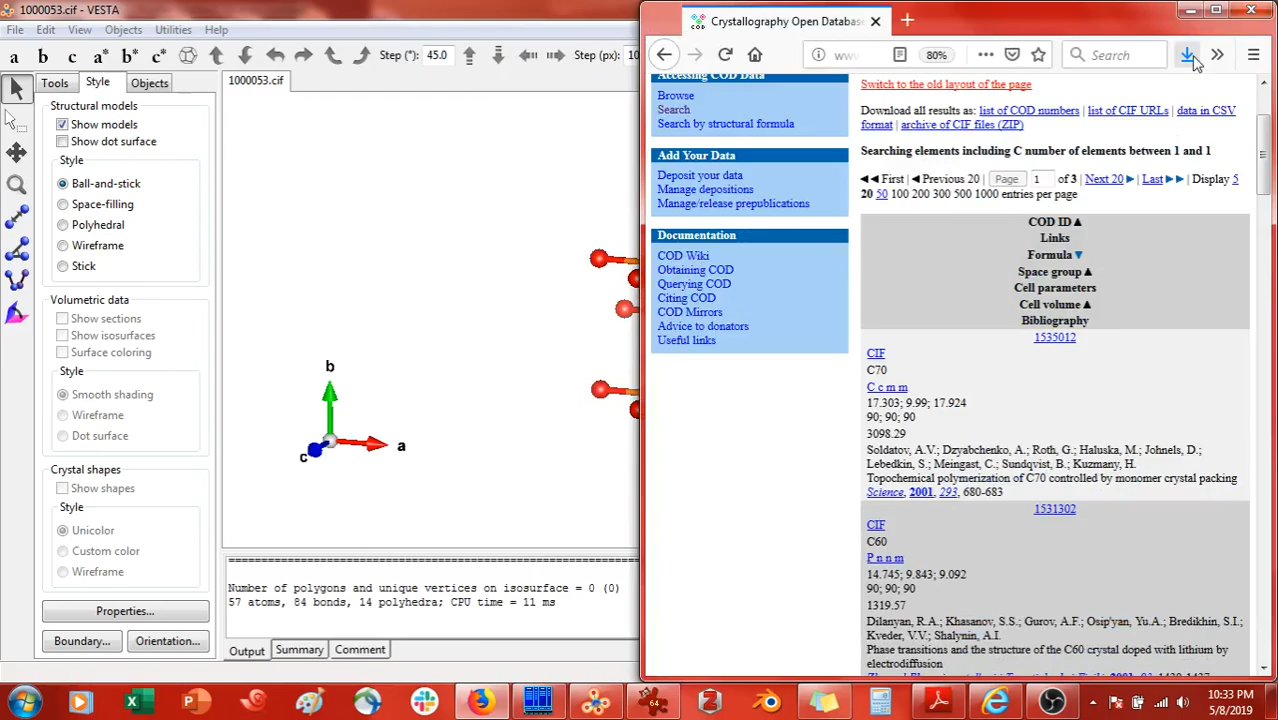 1000053.cif - VESTA
File Edit View Objects Utilities Help
a b c a* b* c* Step (°): 45.0 Step (px): 10
Tools Style Objects
1000053.cif
Structural models
Show models
Show dot surface
Style
Ball-and-stick
Space-filling
Polyhedral
Wireframe
Stick
Volumetric data
Show sections
Show isosurfaces
Surface coloring
Style
Smooth shading
Wireframe
Dot surface
Crystal shapes
Show shapes
Style
Unicolor
Custom color
Wireframe
Properties...
Boundary... Orientation...
b
a
c
Number of polygons and unique vertices on isosurface = 0 (0)
57 atoms, 84 bonds, 14 polyhedra; CPU time = 11 ms
Output Summary Comment
Crystallography Open Database
www 80% Search
Accessing COD Data
Browse
Search
Search by structural formula
Add Your Data
Deposit your data
Manage depositions
Manage/release prepublications
Documentation
COD Wiki
Obtaining COD
Querying COD
Citing COD
COD Mirrors
Advice to donators
Useful links
Switch to the old layout of the page
Download all results as: list of COD numbers | list of CIF URLs | data in CSV
format | archive of CIF files (ZIP)
Searching elements including C number of elements between 1 and 1
First Previous 20 | Page 1 of 3 | Next 20 | Last | Display 5
20 50 100 200 300 500 1000 entries per page
COD ID
Links
Formula
Space group
Cell parameters
Cell volume
Bibliography
1535012
CIF
C70
C c m m
17.303; 9.99; 17.924
90; 90; 90
3098.29
Soldatov, A.V.; Dzyabchenko, A.; Roth, G.; Haluska, M.; Johnels, D.;
Lebedkin, S.; Meingast, C.; Sundqvist, B.; Kuzmany, H.
Topochemical polymerization of C70 controlled by monomer crystal packing
Science, 2001, 293, 680-683
1531302
CIF
C60
P n n m
14.745; 9.843; 9.092
90; 90; 90
1319.57
Dilanyan, R.A.; Khasanov, S.S.; Gurov, A.F.; Osip'yan, Yu.A.; Bredikhin, S.I.;
Kveder, V.V.; Shalynin, A.I.
Phase transitions and the structure of the C60 crystal doped with lithium by
electrodiffusion
64
10:33 PM
5/8/2019